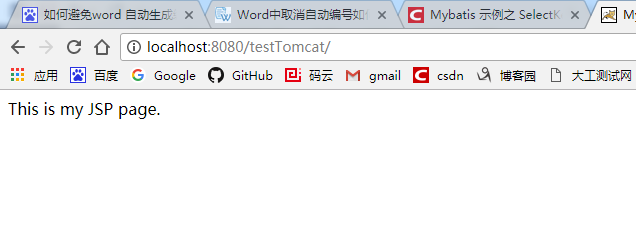 如何避免word 自动生成
Word中取消自动编号如
Mybatis 示例之 SelectK
My
localhost:8080/testTomcat/
应用 百度 Google GitHub 码云 gmail csdn 博客园 大工测试网
This is my JSP page.